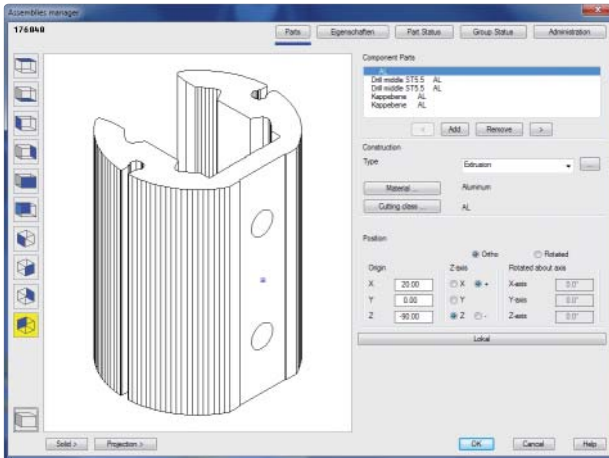 Assemblies manager
176040
Parts Eigenschaften Part Status Group Status Administration
Component Parts
AL
Drill middle ST5.5 AL
Drill middle ST5.5 AL
Kappebene AL
Kappebene AL
< Add Remove >
Construction
Type Extrusion ...
Material ... Aluminum
Cutting clean ... AL
Position
Ortho Rotated
Origin Z-axis Rotated about axis
X 20.00 X + X-axis 0.0°
Y 0.00 Y Y-axis 0.0°
Z -90.00 Z - Z-axis 0.0°
Lokal
Solid > Projection > OK Cancel Help